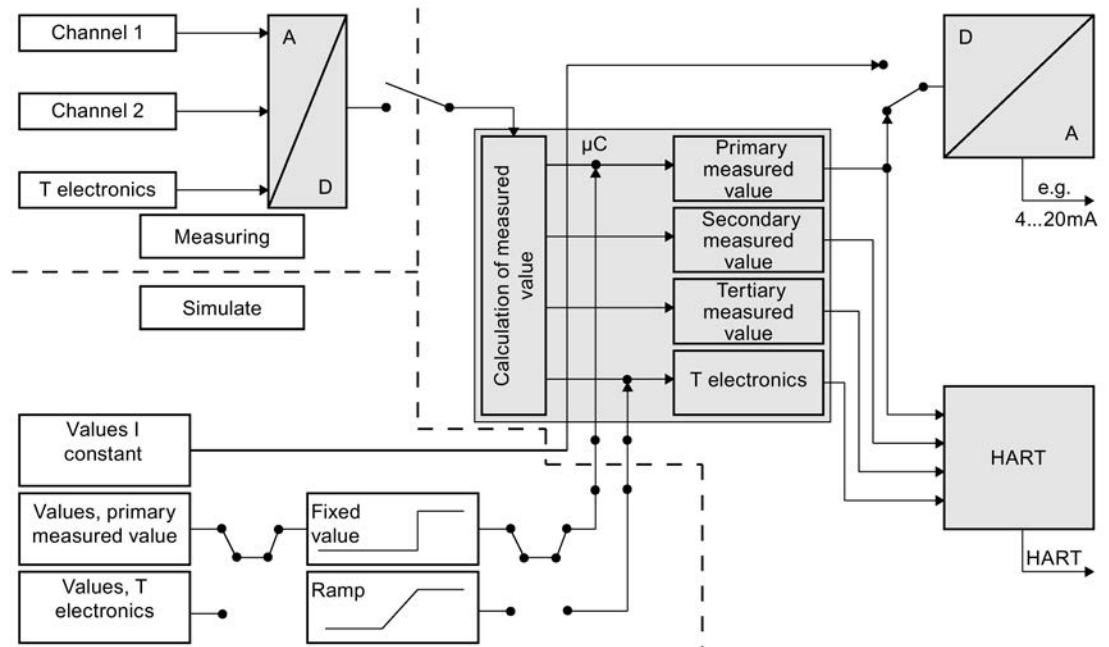 Channel 1
Channel 2
T electronics
A
D
Measuring
Simulate
µC
Calculation of measured
value
Primary
measured
value
Secondary
measured
value
Tertiary
measured
value
T electronics
D
A
e.g.
4...20mA
Values I
constant
Values, primary
measured value
Values, T
electronics
Fixed
value
Ramp
HART
HART